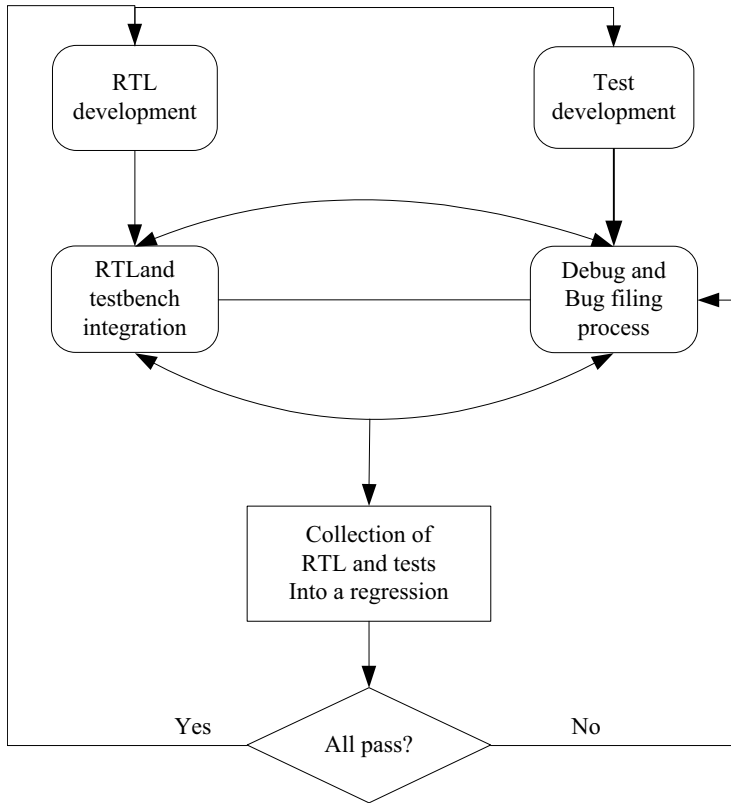 RTL
development
Test
development
RTLand
testbench
integration
Debug and
Bug filing
process
Collection of
RTL and tests
Into a regression
Yes
All pass?
No